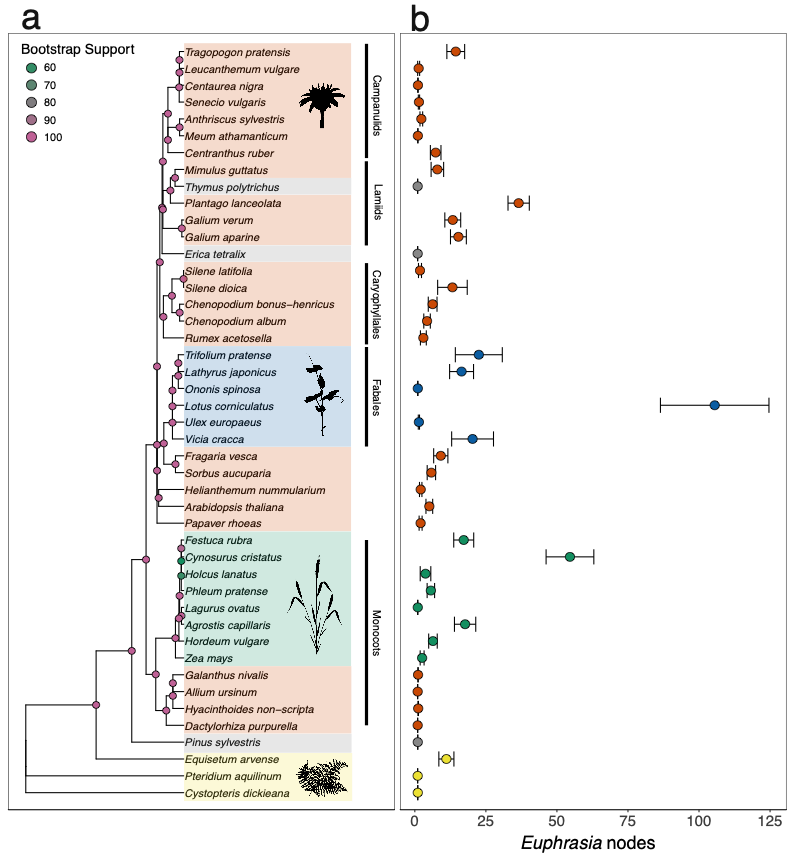 a
b
Bootstrap Support
60
70
80
90
100
Tragopogon pratensis
Leucanthemum vulgare
Centaurea nigra
Senecio vulgaris
Anthriscus sylvestris
Meum athamanticum
Centranthus ruber
Mimulus guttatus
Thymus polytrichus
Plantago lanceolata
Galium verum
Galium aparine
Erica tetralix
Silene latifolia
Silene dioica
Chenopodium bonus−henricus
Chenopodium album
Rumex acetosella
Trifolium pratense
Lathyrus japonicus
Ononis spinosa
Lotus corniculatus
Ulex europaeus
Vicia cracca
Fragaria vesca
Sorbus aucuparia
Helianthemum nummularium
Arabidopsis thaliana
Papaver rhoeas
Festuca rubra
Cynosurus cristatus
Holcus lanatus
Phleum pratense
Lagurus ovatus
Agrostis capillaris
Hordeum vulgare
Zea mays
Galanthus nivalis
Allium ursinum
Hyacinthoides non−scripta
Dactylorhiza purpurella
Pinus sylvestris
Equisetum arvense
Pteridium aquilinum
Cystopteris dickieana
Campanulids
Lamiids
Caryophyllales
Fabales
Monocots
0 25 50 75 100 125
Euphrasia nodes